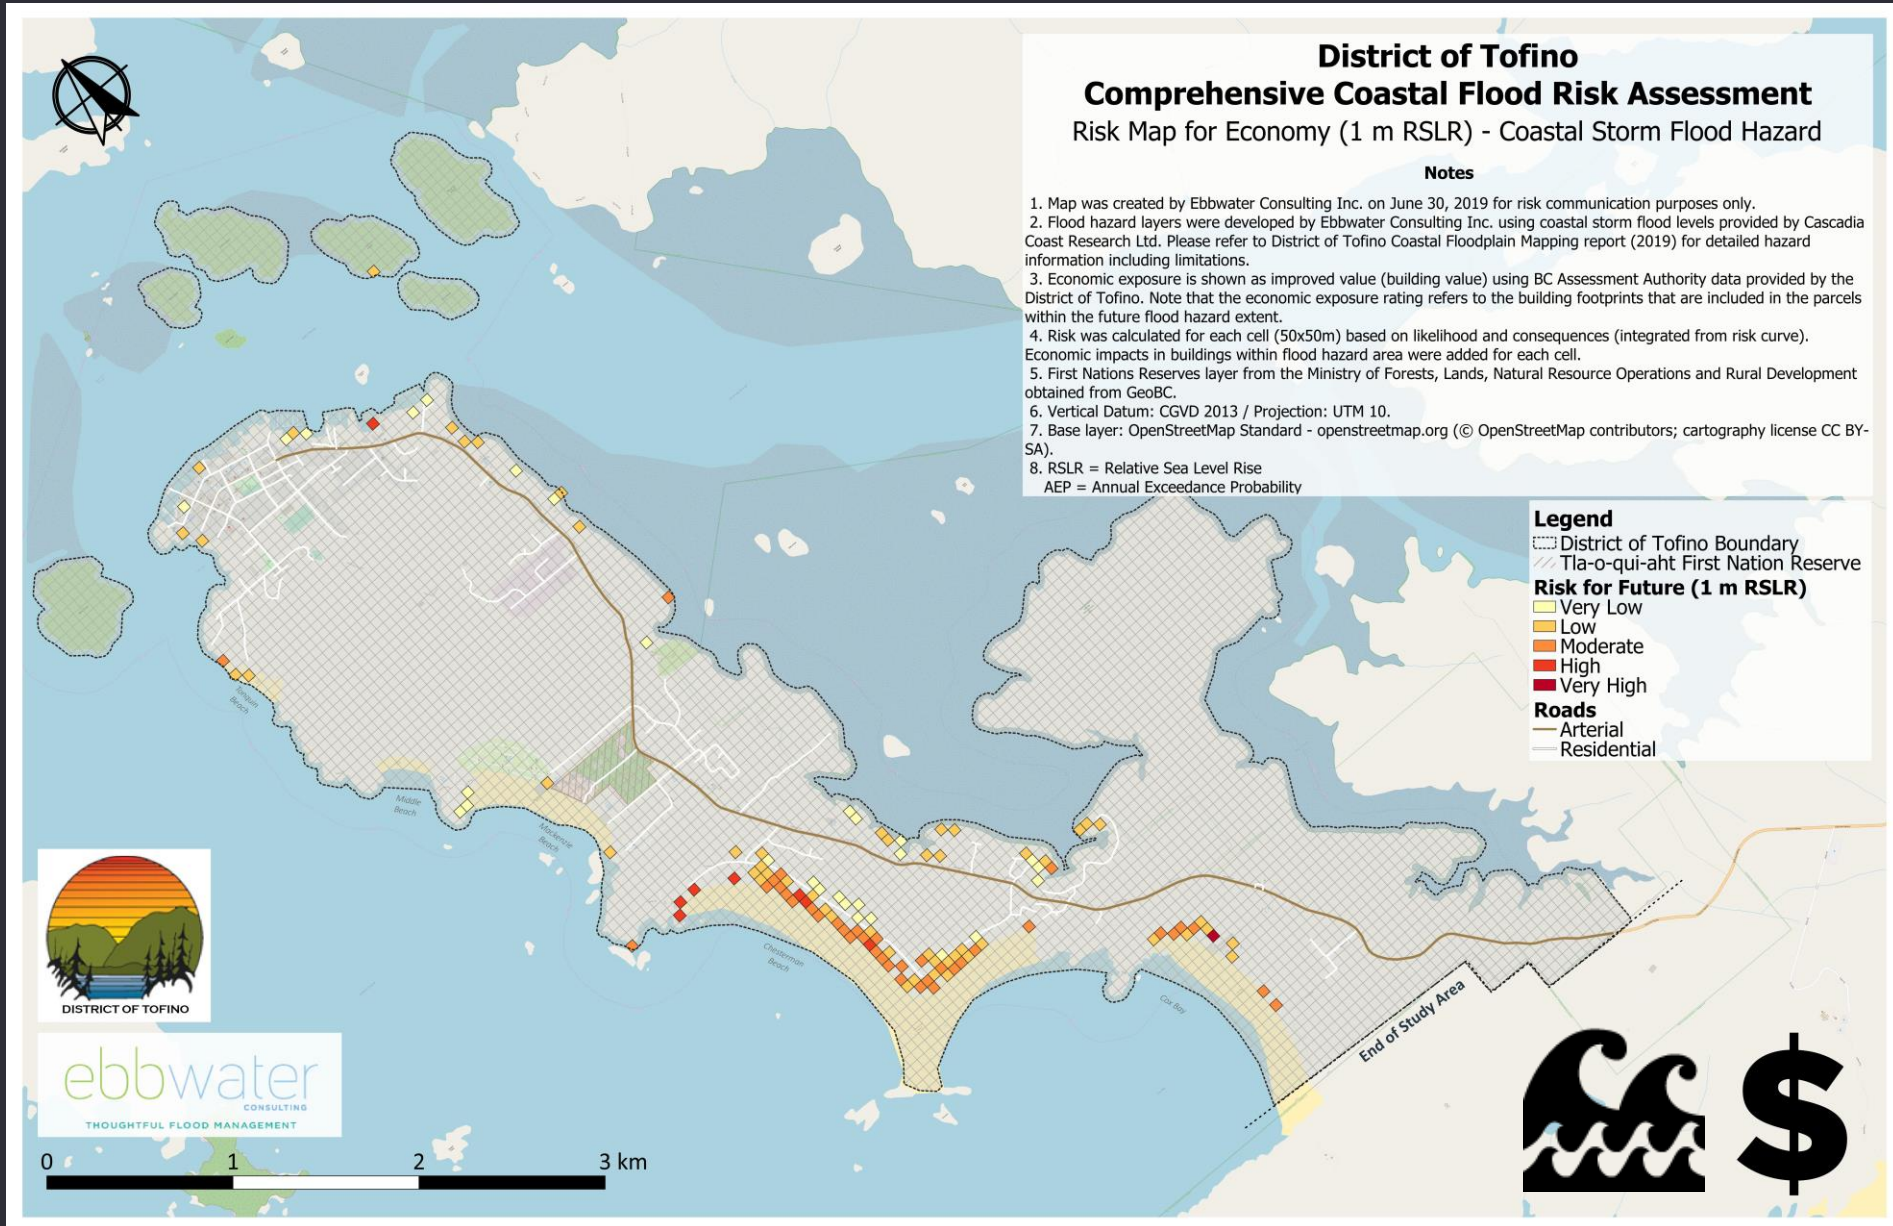 District of Tofino
Comprehensive Coastal Flood Risk Assessment
Risk Map for Economy (1 m RSLR) - Coastal Storm Flood Hazard
Notes
1. Map was created by Ebbwater Consulting Inc. on June 30, 2019 for risk communication purposes only.
2. Flood hazard layers were developed by Ebbwater Consulting Inc. using coastal storm flood levels provided by Cascadia
Coast Research Ltd. Please refer to District of Tofino Coastal Floodplain Mapping report (2019) for detailed hazard
information including limitations.
3. Economic exposure is shown as improved value (building value) using BC Assessment Authority data provided by the
District of Tofino. Note that the economic exposure rating refers to the building footprints that are included in the parcels
within the future flood hazard extent.
4. Risk was calculated for each cell (50x50m) based on likelihood and consequences (integrated from risk curve).
Economic impacts in buildings within flood hazard area were added for each cell.
5. First Nations Reserves layer from the Ministry of Forests, Lands, Natural Resource Operations and Rural Development
obtained from GeoBC.
6. Vertical Datum: CGVD 2013 / Projection: UTM 10.
7. Base layer: OpenStreetMap Standard - openstreetmap.org (© OpenStreetMap contributors; cartography license CC BY-
SA).
8. RSLR = Relative Sea Level Rise
AEP = Annual Exceedance Probability
Legend
District of Tofino Boundary
Tla-o-qui-aht First Nation Reserve
Risk for Future (1 m RSLR)
Very Low
Low
Moderate
High
Very High
Roads
Arterial
Residential
Tonquin
Beach
Middle
Beach
Mackenzie
Beach
Chesterman
Beach
Cox Bay
End of Study Area
DISTRICT OF TOFINO
ebbwater
CONSULTING
THOUGHTFUL FLOOD MANAGEMENT
0 1 2 3 km
$